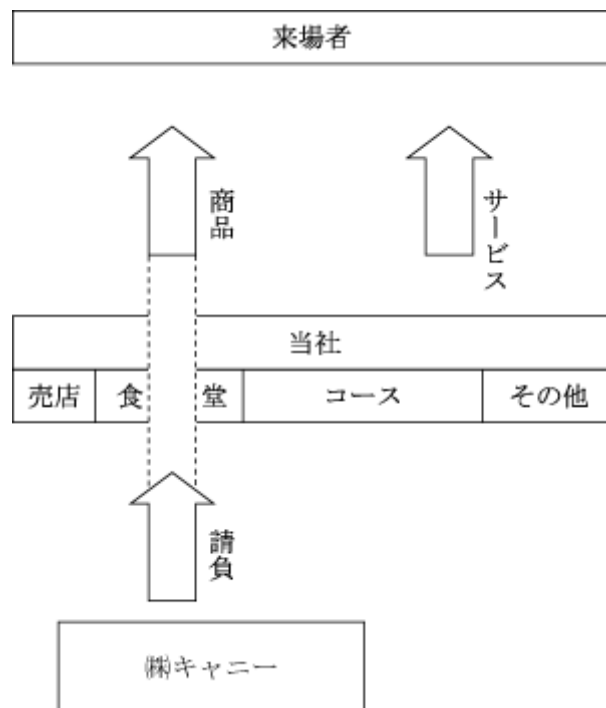 来場者
商品
サービス
当社
売店
食堂
コース
その他
請負
㈱キャニー